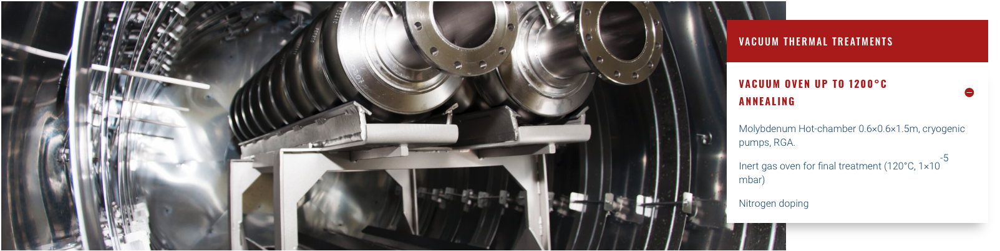 VACUUM THERMAL TREATMENTS
VACUUM OVEN UP TO 1200°C
ANNEALING
Molybdenum Hot-chamber 0.6×0.6×1.5m, cryogenic
pumps, RGA.
Inert gas oven for final treatment (120°C, 1×10⁻⁵
mbar)
Nitrogen doping